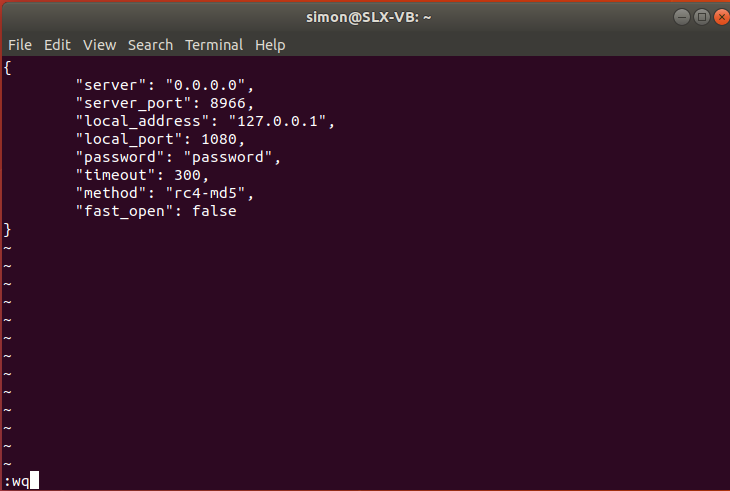 simon@SLX-VB: ~
File Edit View Search Terminal Help
{
        "server": "0.0.0.0",
        "server_port": 8966,
        "local_address": "127.0.0.1",
        "local_port": 1080,
        "password": "password",
        "timeout": 300,
        "method": "rc4-md5",
        "fast_open": false
}
~
~
~
~
~
~
~
~
~
~
~
~
~
:wq